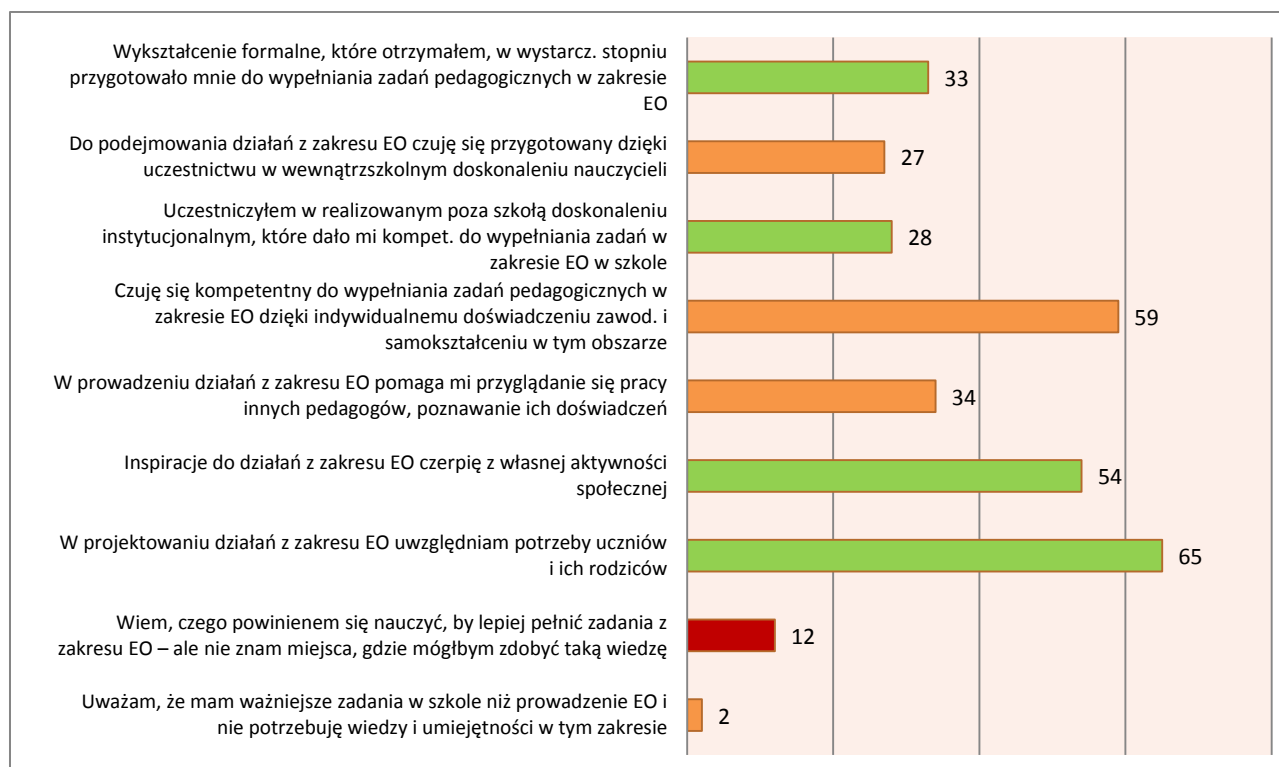 Wykształcenie formalne, które otrzymałem, w wystarcz. stopniu
przygotowało mnie do wypełniania zadań pedagogicznych w zakresie
EO
33
Do podejmowania działań z zakresu EO czuję się przygotowany dzięki
uczestnictwu w wewnątrzszkolnym doskonaleniu nauczycieli
27
Uczestniczyłem w realizowanym poza szkołą doskonaleniu
instytucjonalnym, które dało mi kompet. do wypełniania zadań w
zakresie EO w szkole
28
Czuję się kompetentny do wypełniania zadań pedagogicznych w
zakresie EO dzięki indywidualnemu doświadczeniu zawod. i
samokształceniu w tym obszarze
59
W prowadzeniu działań z zakresu EO pomaga mi przyglądanie się pracy
innych pedagogów, poznawanie ich doświadczeń
34
Inspiracje do działań z zakresu EO czerpię z własnej aktywności
społecznej
54
W projektowaniu działań z zakresu EO uwzględniam potrzeby uczniów
i ich rodziców
65
Wiem, czego powinienem się nauczyć, by lepiej pełnić zadania z
zakresu EO – ale nie znam miejsca, gdzie mógłbym zdobyć taką wiedzę
12
Uważam, że mam ważniejsze zadania w szkole niż prowadzenie EO i
nie potrzebuję wiedzy i umiejętności w tym zakresie
2